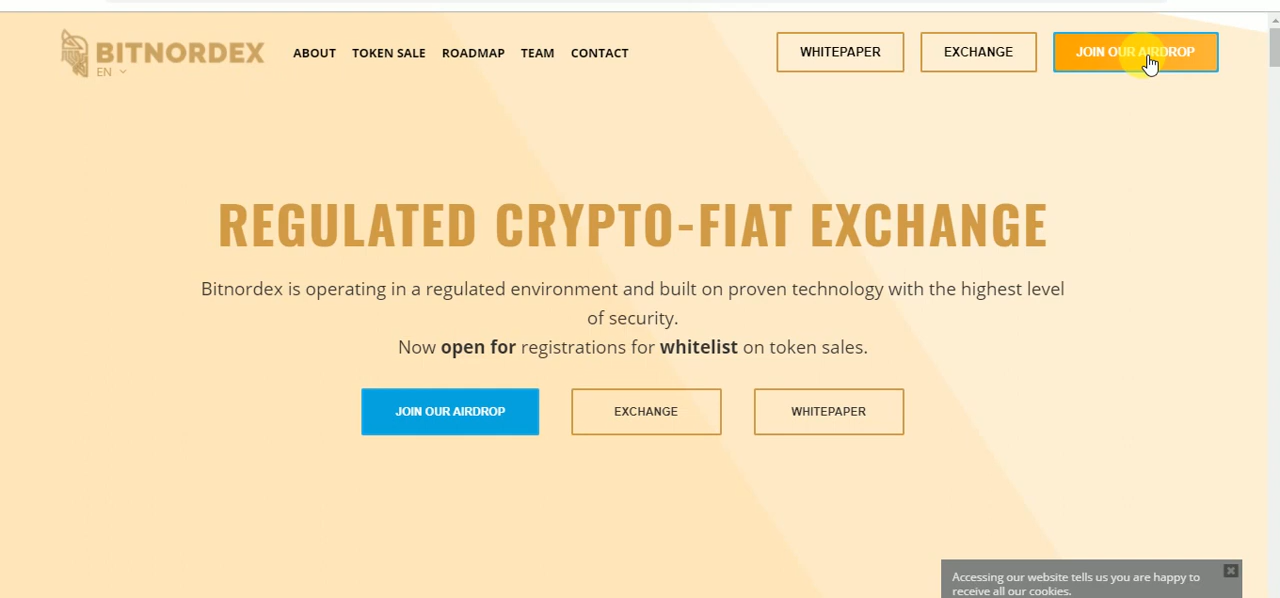 BITNORDEX
EN
ABOUT TOKEN SALE ROADMAP TEAM CONTACT
WHITEPAPER EXCHANGE JOIN OUR AIRDROP
REGULATED CRYPTO-FIAT EXCHANGE
Bitnordex is operating in a regulated environment and built on proven technology with the highest level
of security.
Now open for registrations for whitelist on token sales.
JOIN OUR AIRDROP EXCHANGE WHITEPAPER
Accessing our website tells us you are happy to
receive all our cookies.